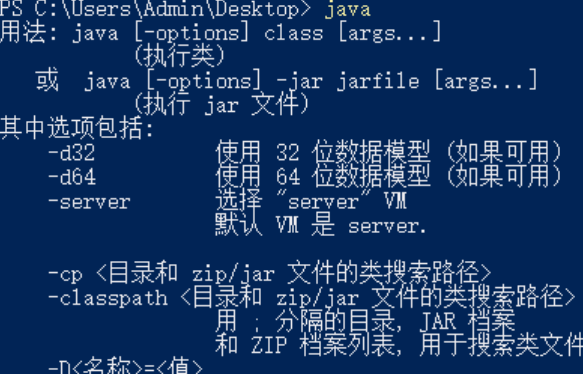 PS C:\Users\Admin\Desktop> java
用法: java [-options] class [args...]
(执行类)
或 java [-options] -jar jarfile [args...]
(执行 jar 文件)
其中选项包括:
-d32 使用 32 位数据模型 (如果可用)
-d64 使用 64 位数据模型 (如果可用)
-server 选择 "server" VM
默认 VM 是 server.
-cp <目录和 zip/jar 文件的类搜索路径>
-classpath <目录和 zip/jar 文件的类搜索路径>
用 ; 分隔的目录, JAR 档案
和 ZIP 档案列表, 用于搜索类文件
-D<名称>=<值>